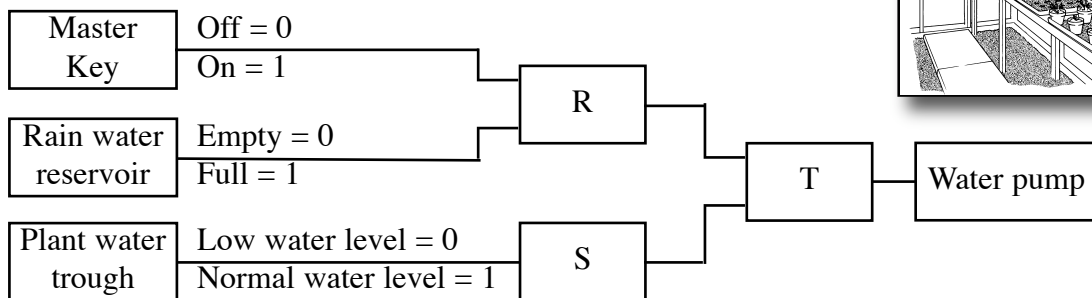 Master
Key
Off = 0
On = 1
Rain water
reservoir
Empty = 0
Full = 1
Plant water
trough
Low water level = 0
Normal water level = 1
R
S
T
Water pump